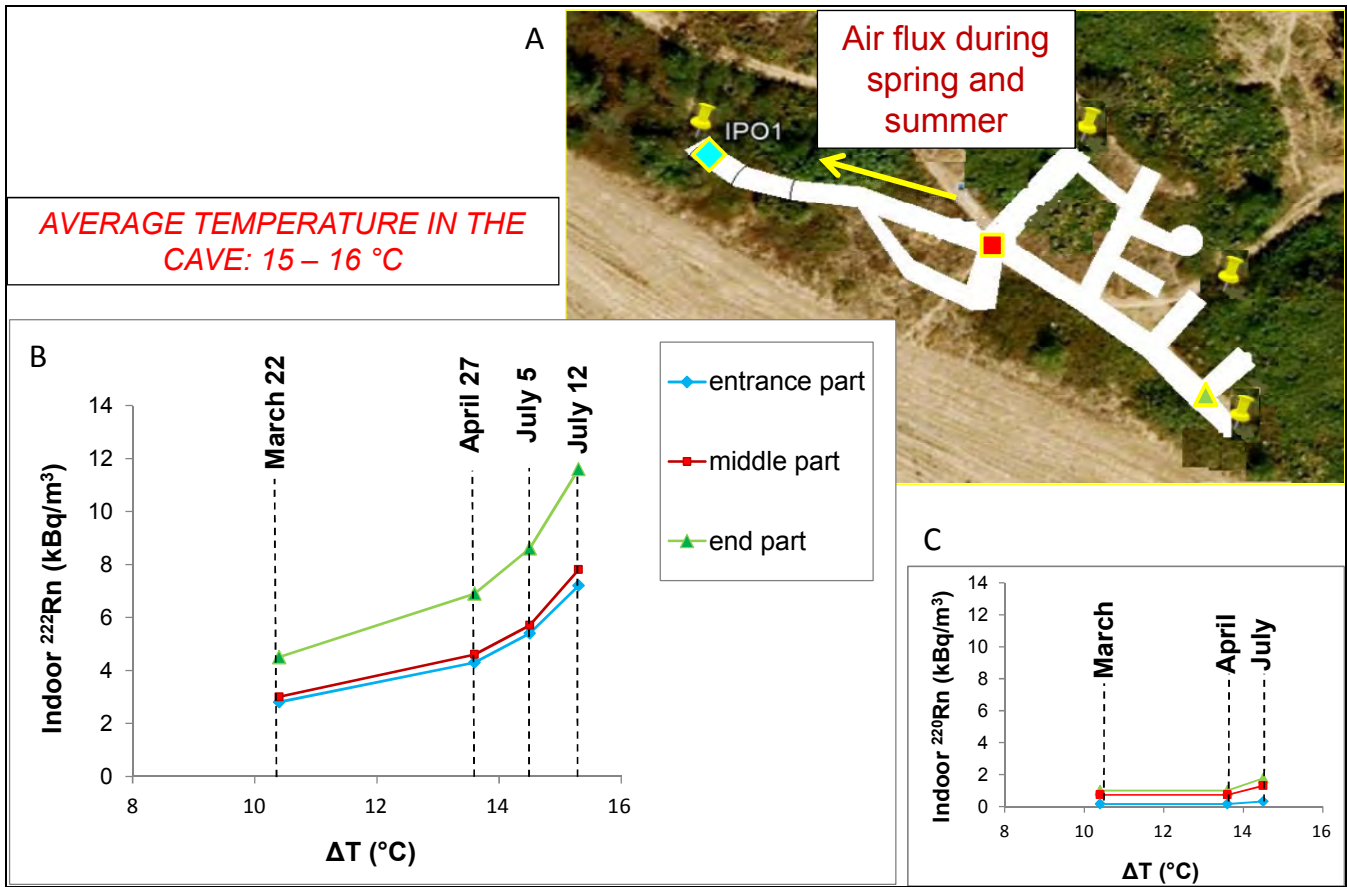 A
Air flux during
spring and
summer
IPO1
AVERAGE TEMPERATURE IN THE
CAVE: 15 – 16 °C
B
March 22
April 27
July 5
July 12
14
12
10
8
6
4
2
0
8
10
12
14
16
Indoor ²²²Rn (kBq/m³)
ΔT (°C)
entrance part
middle part
end part
C
March
April
July
14
12
10
8
6
4
2
0
8
10
12
14
16
Indoor ²²⁰Rn (kBq/m³)
ΔT (°C)